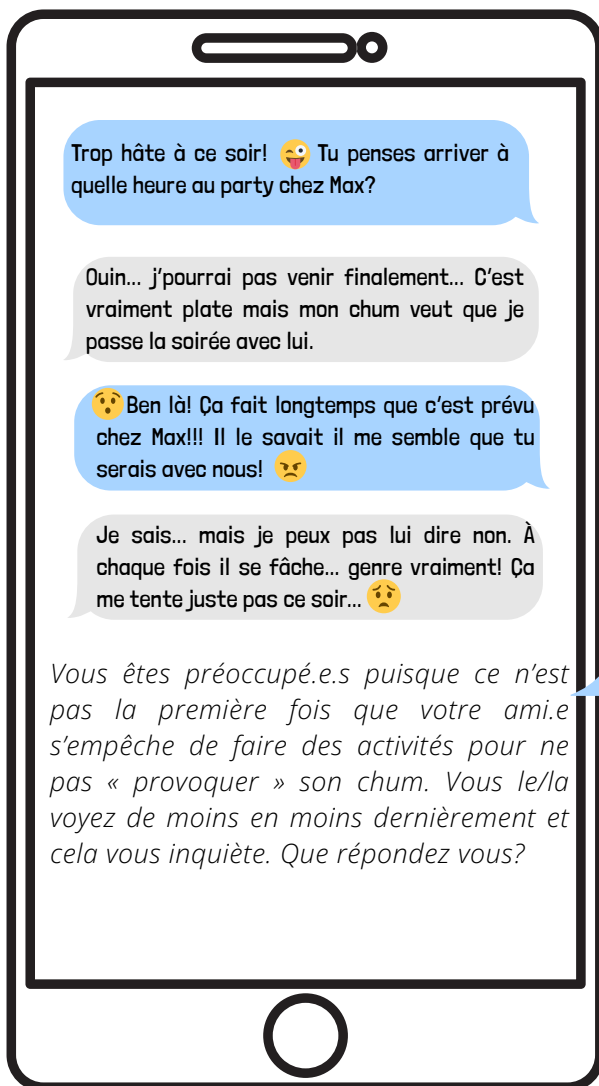 Trop hâte à ce soir! 😜 Tu penses arriver à
quelle heure au party chez Max?
Ouin... j'pourrai pas venir finalement... C'est
vraiment plate mais mon chum veut que je
passe la soirée avec lui.
😯Ben là! Ça fait longtemps que c'est prévu
chez Max!!! Il le savait il me semble que tu
serais avec nous! 😠
Je sais... mais je peux pas lui dire non. À
chaque fois il se fâche... genre vraiment! Ça
me tente juste pas ce soir... 😟
Vous êtes préoccupé.e.s puisque ce n'est
pas la première fois que votre ami.e
s'empêche de faire des activités pour ne
pas « provoquer » son chum. Vous le/la
voyez de moins en moins dernièrement et
cela vous inquiète. Que répondez vous?